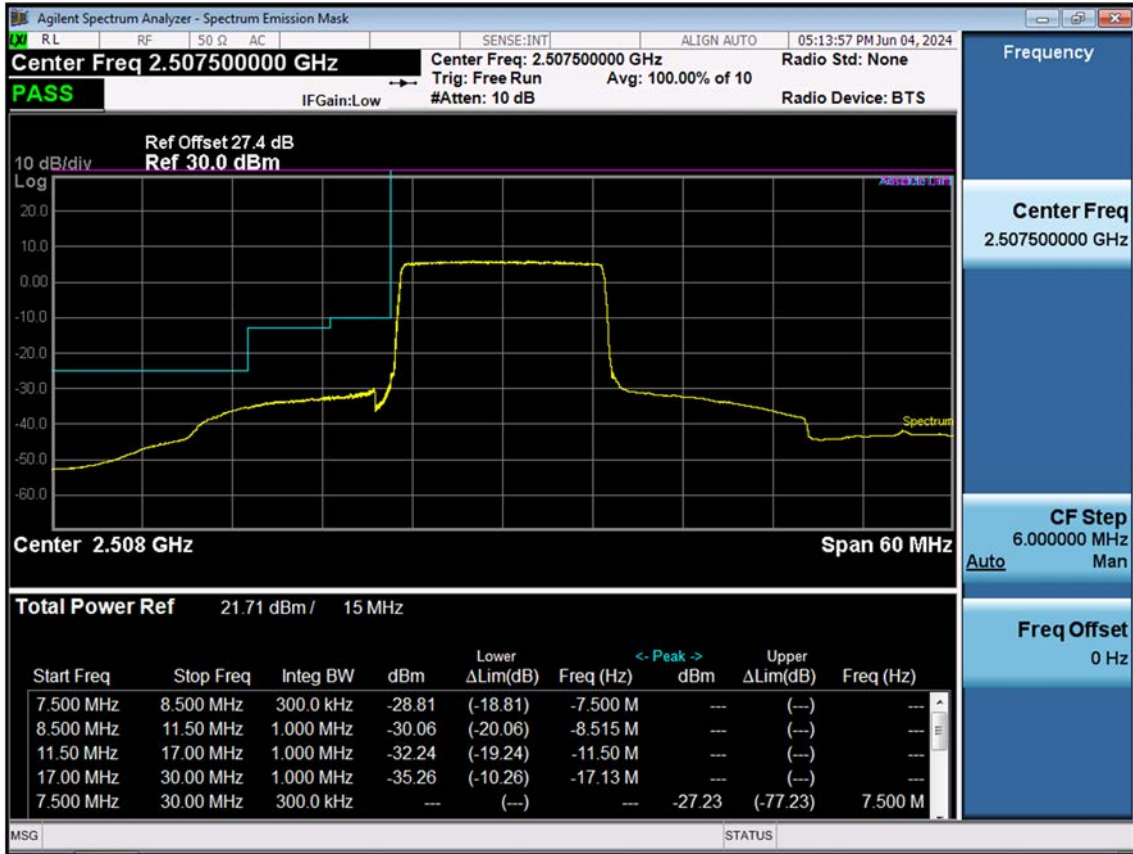 Agilent Spectrum Analyzer - Spectrum Emission Mask
LXI RL RF 50 Ω AC SENSE:INT ALIGN AUTO 05:13:57 PM Jun 04, 2024
Center Freq 2.507500000 GHz
Center Freq: 2.507500000 GHz Radio Std: None
Trig: Free Run Avg: 100.00% of 10
PASS IFGain:Low #Atten: 10 dB Radio Device: BTS
Ref Offset 27.4 dB
10 dB/div Ref 30.0 dBm
Log
20.0
10.0
0.00
-10.0
-20.0
-30.0
-40.0
-50.0
-60.0
Spectrum
Center 2.508 GHz Span 60 MHz
Total Power Ref 21.71 dBm / 15 MHz
Lower <- Peak -> Upper
Start Freq Stop Freq Integ BW dBm ΔLim(dB) Freq (Hz) dBm ΔLim(dB) Freq (Hz)
7.500 MHz 8.500 MHz 300.0 kHz -28.81 (-18.81) -7.500 M --- (---) ---
8.500 MHz 11.50 MHz 1.000 MHz -30.06 (-20.06) -8.515 M --- (---) ---
11.50 MHz 17.00 MHz 1.000 MHz -32.24 (-19.24) -11.50 M --- (---) ---
17.00 MHz 30.00 MHz 1.000 MHz -35.26 (-10.26) -17.13 M --- (---) ---
7.500 MHz 30.00 MHz 300.0 kHz --- (---) --- -27.23 (-77.23) 7.500 M
MSG STATUS
Frequency
Center Freq
2.507500000 GHz
CF Step
6.000000 MHz
Auto Man
Freq Offset
0 Hz